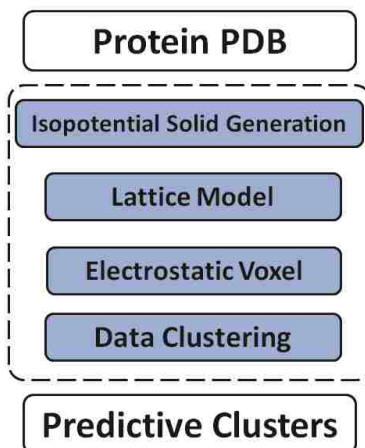 Protein PDB
Isopotential Solid Generation
Lattice Model
Electrostatic Voxel
Data Clustering
Predictive Clusters